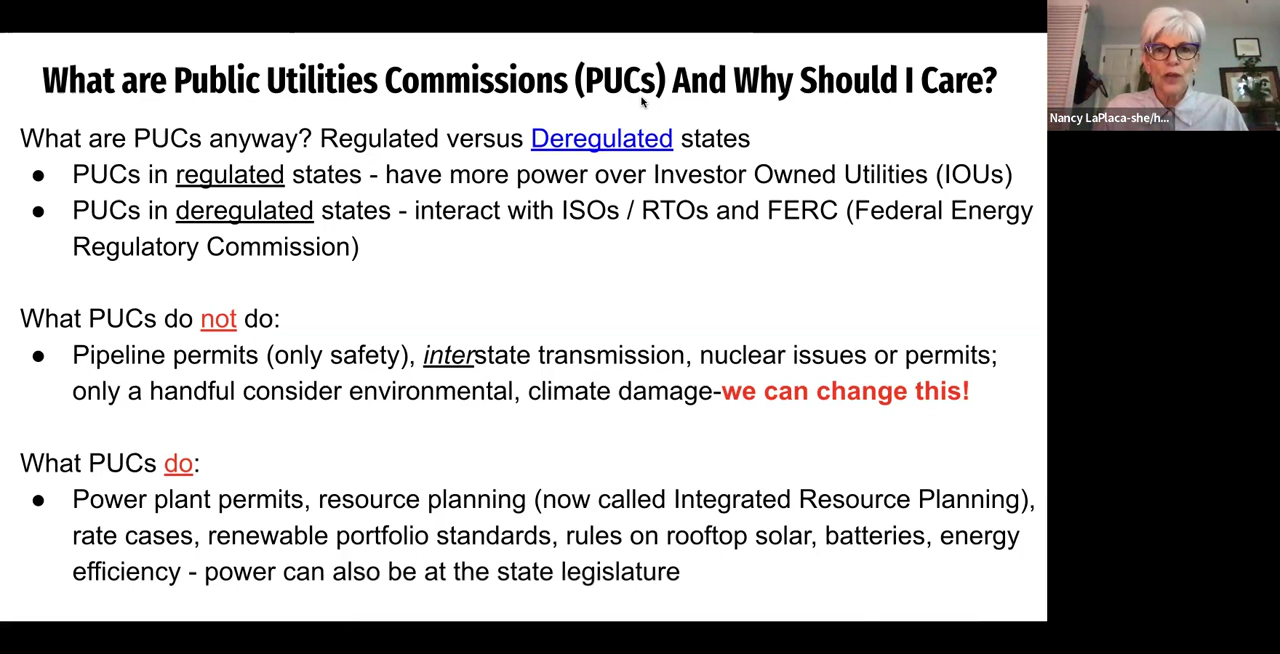 What are Public Utilities Commissions (PUCs) And Why Should I Care?
What are PUCs anyway? Regulated versus Deregulated states
● PUCs in regulated states - have more power over Investor Owned Utilities (IOUs)
● PUCs in deregulated states - interact with ISOs / RTOs and FERC (Federal Energy
Regulatory Commission)
What PUCs do not do:
● Pipeline permits (only safety), interstate transmission, nuclear issues or permits;
only a handful consider environmental, climate damage-we can change this!
What PUCs do:
● Power plant permits, resource planning (now called Integrated Resource Planning),
rate cases, renewable portfolio standards, rules on rooftop solar, batteries, energy
efficiency - power can also be at the state legislature
Nancy LaPlaca-she/h...